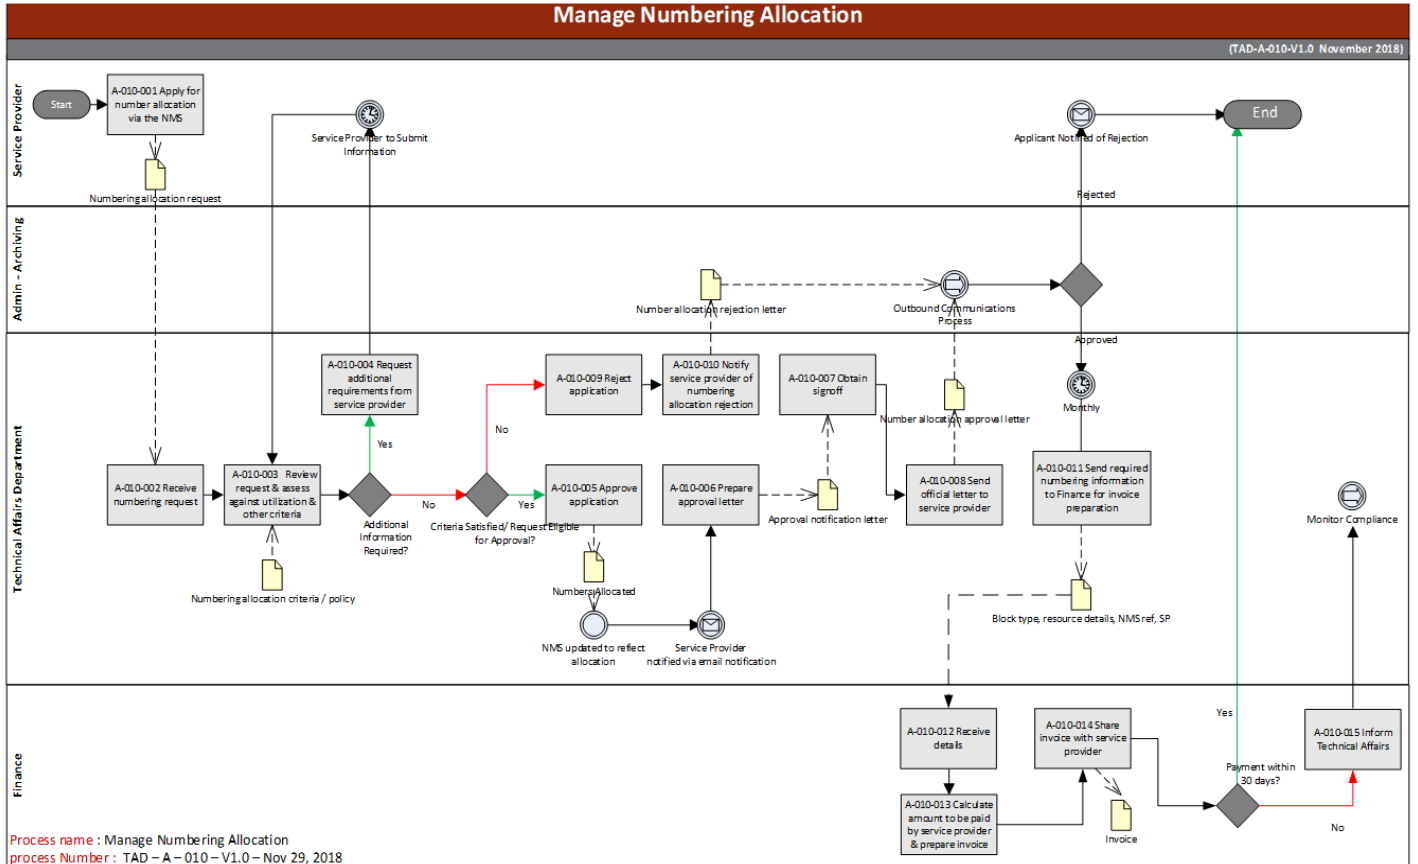 Manage Numbering Allocation
(TAD-A-010-V1.0 November 2018)
Service Provider
Start
A-010-001 Apply for
number allocation
via the NMS
Numbering allocation request
Service Provider to Submit
Information
Applicant Notified of Rejection
End
Rejected
Admin - Archiving
Number allocation rejection letter
Outbound Communications
Process
Approved
Technical Affairs Department
A-010-004 Request
additional
requirements from
service provider
A-010-009 Reject
application
A-010-010 Notify
service provider of
numbering
allocation rejection
A-010-007 Obtain
signoff
Number allocation approval letter
Monthly
Yes
No
A-010-002 Receive
numbering request
A-010-003 Review
request & assess
against utilization &
other criteria
No
Additional
Information
Required?
Yes
Criteria Satisfied/ Request Eligible
for Approval?
A-010-005 Approve
application
A-010-006 Prepare
approval letter
Approval notification letter
A-010-008 Send
official letter to
service provider
A-010-011 Send required
numbering information
to Finance for invoice
preparation
Monitor Compliance
Numbering allocation criteria / policy
Numbers Allocated
NMS updated to reflect
allocation
Service Provider
notified via email notification
Block type, resource details, NMS ref, SP
Finance
A-010-012 Receive
details
A-010-014 Share
invoice with service
provider
Yes
A-010-015 Inform
Technical Affairs
Payment within
30 days?
A-010-013 Calculate
amount to be paid
by service provider
& prepare invoice
Invoice
No
Process name : Manage Numbering Allocation
process Number : TAD – A – 010 – V1.0 – Nov 29, 2018